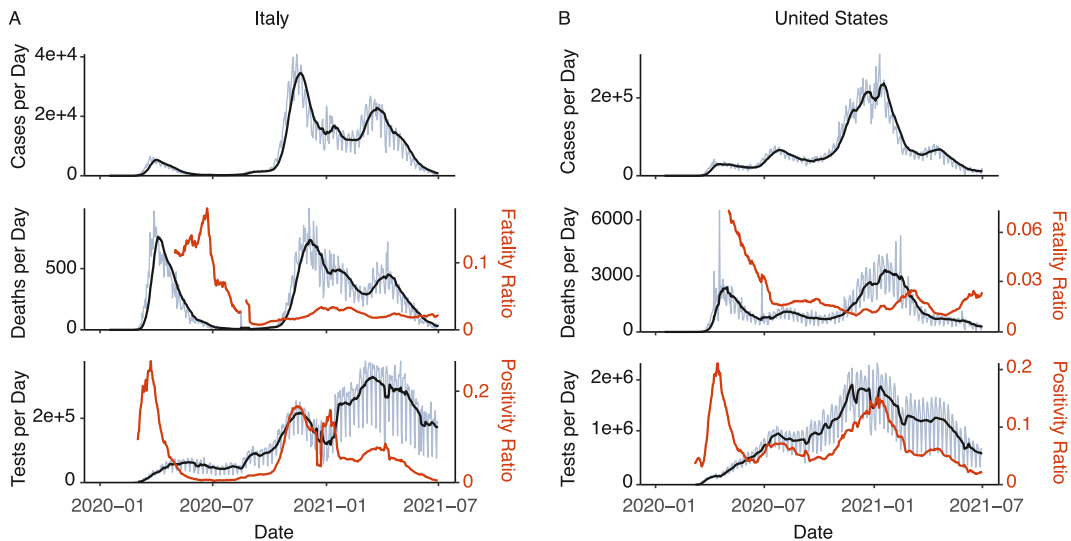 A
Italy
B
United States
Cases per Day
4e+4
2e+4
0
Cases per Day
2e+5
0
Deaths per Day
500
0
0.1
0
Fatality Ratio
Deaths per Day
6000
3000
0
0.06
0.03
0
Fatality Ratio
Tests per Day
2e+5
0
0.2
0
Positivity Ratio
Tests per Day
2e+6
1e+6
0
0.2
0.1
0
Positivity Ratio
2020−01
2020−07
2021−01
2021−07
Date
2020−01
2020−07
2021−01
2021−07
Date